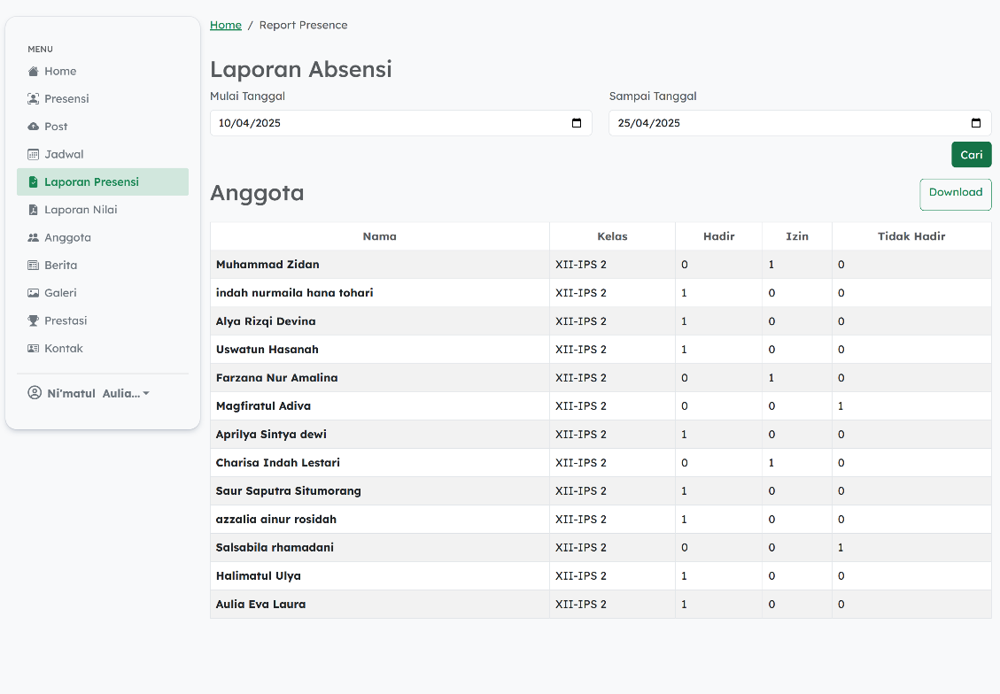 MENU
Home
Presensi
Post
Jadwal
Laporan Presensi
Laporan Nilai
Anggota
Berita
Galeri
Prestasi
Kontak
Ni'matul Aulia...
Home / Report Presence
Laporan Absensi
Mulai Tanggal Sampai Tanggal
10/04/2025 25/04/2025
Cari
Anggota Download
Nama Kelas Hadir Izin Tidak Hadir
Muhammad Zidan XII-IPS 2 0 1 0
indah nurmaila hana tohari XII-IPS 2 1 0 0
Alya Rizqi Devina XII-IPS 2 1 0 0
Uswatun Hasanah XII-IPS 2 1 0 0
Farzana Nur Amalina XII-IPS 2 0 1 0
Magfiratul Adiva XII-IPS 2 0 0 1
Aprilya Sintya dewi XII-IPS 2 1 0 0
Charisa Indah Lestari XII-IPS 2 0 1 0
Saur Saputra Situmorang XII-IPS 2 1 0 0
azzalia ainur rosidah XII-IPS 2 1 0 0
Salsabila rhamadani XII-IPS 2 0 0 1
Halimatul Ulya XII-IPS 2 1 0 0
Aulia Eva Laura XII-IPS 2 1 0 0